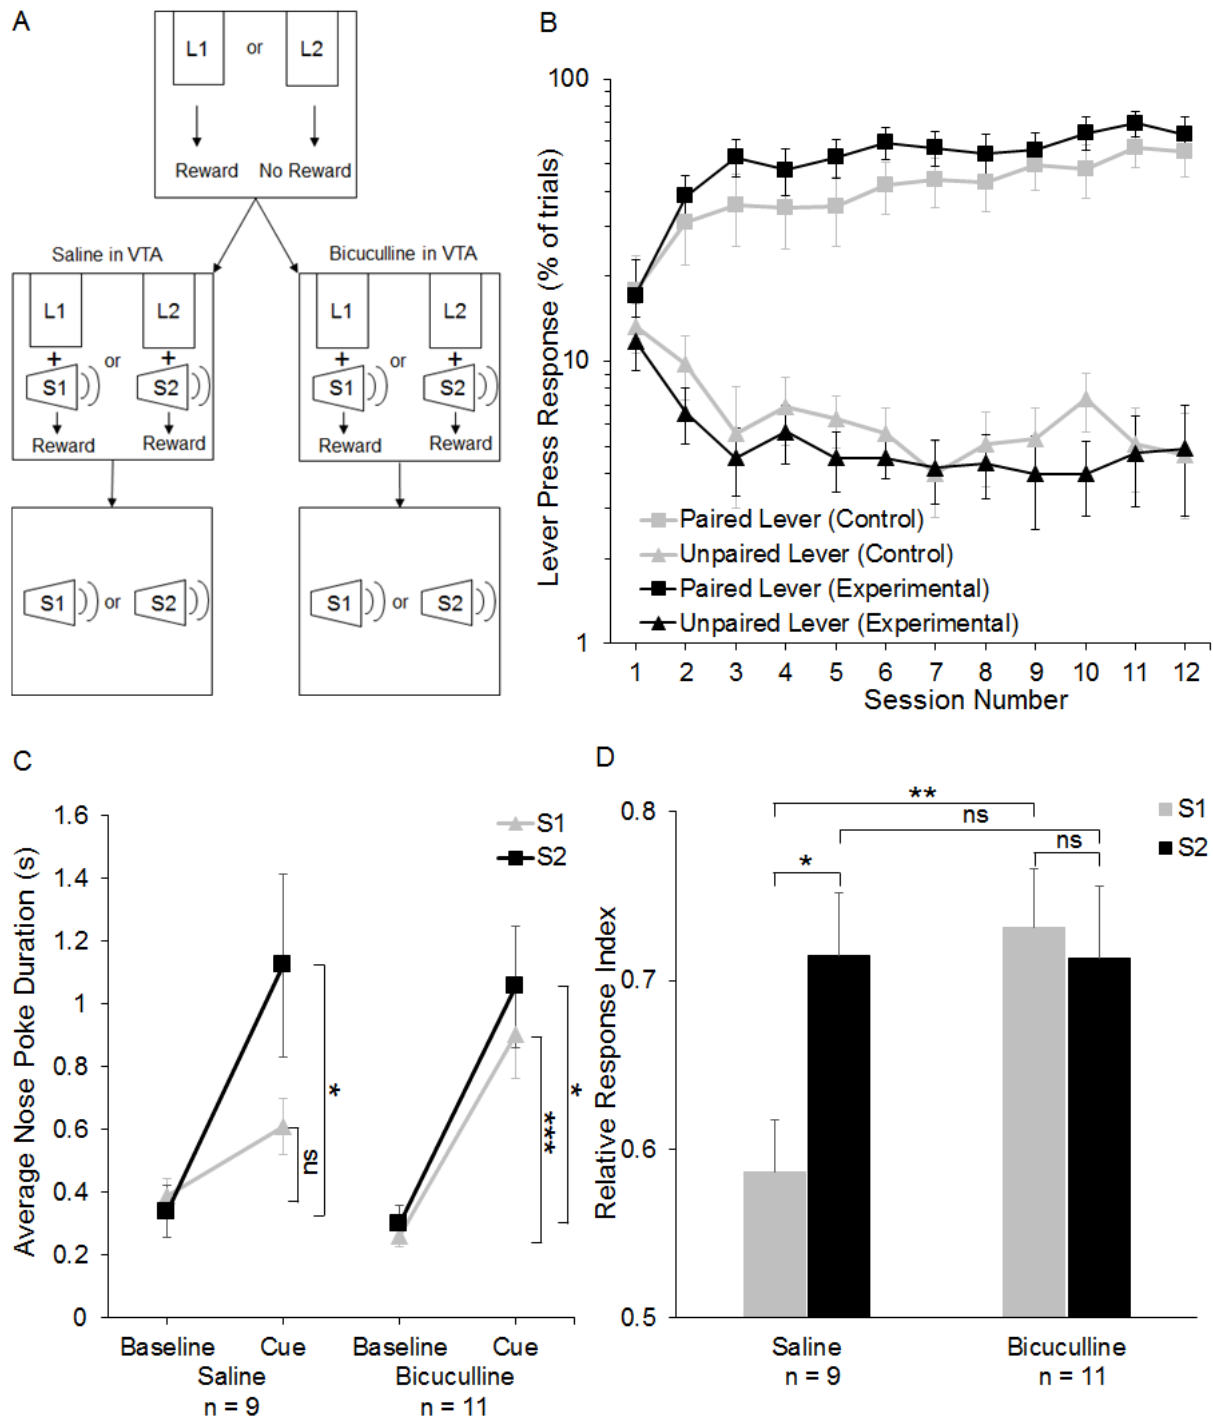 A
L1 or L2
Reward No Reward
Saline in VTA
Bicuculline in VTA
L1 L2
+ or +
S1 S2
Reward Reward
L1 L2
+ or +
S1 S2
Reward Reward
S1 or S2
S1 or S2
B
Lever Press Response (% of trials)
100
10
1
Paired Lever (Control)
Unpaired Lever (Control)
Paired Lever (Experimental)
Unpaired Lever (Experimental)
1 2 3 4 5 6 7 8 9 10 11 12
Session Number
C
Average Nose Poke Duration (s)
1.6
1.4
1.2
1
0.8
0.6
0.4
0.2
0
S1
S2
ns
*
***
*
Baseline Cue Baseline Cue
Saline Bicuculline
n = 9 n = 11
D
Relative Response Index
0.8
0.7
0.6
0.5
**
ns
*
ns
S1
S2
Saline Bicuculline
n = 9 n = 11